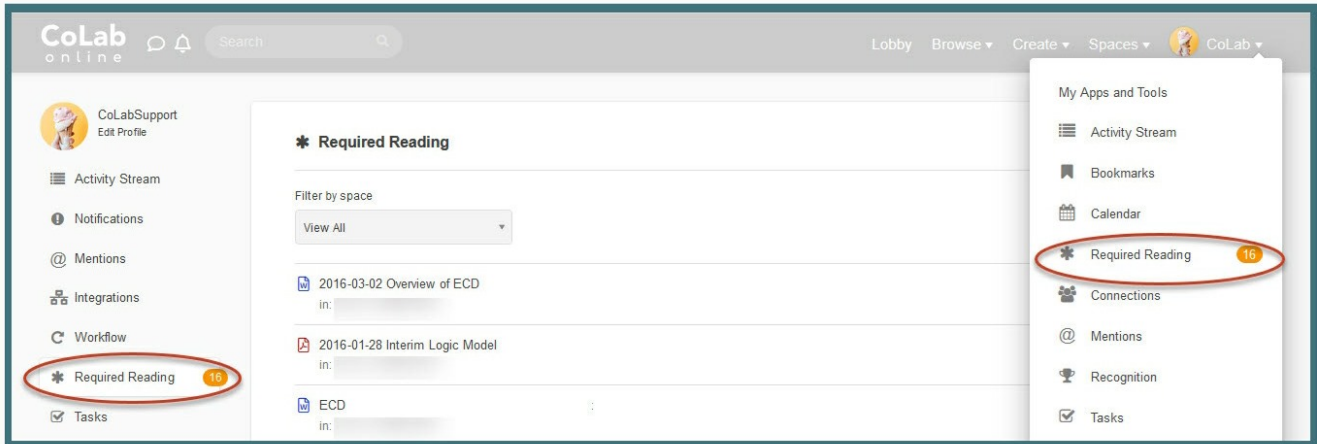 CoLab
online
Search
Lobby Browse Create Spaces CoLab
CoLabSupport
Edit Profile
Activity Stream
Notifications
@ Mentions
Integrations
Workflow
Required Reading 16
Tasks
Required Reading
Filter by space
View All
2016-03-02 Overview of ECD
in:
2016-01-28 Interim Logic Model
in:
ECD :
in:
My Apps and Tools
Activity Stream
Bookmarks
Calendar
Required Reading 16
Connections
@ Mentions
Recognition
Tasks